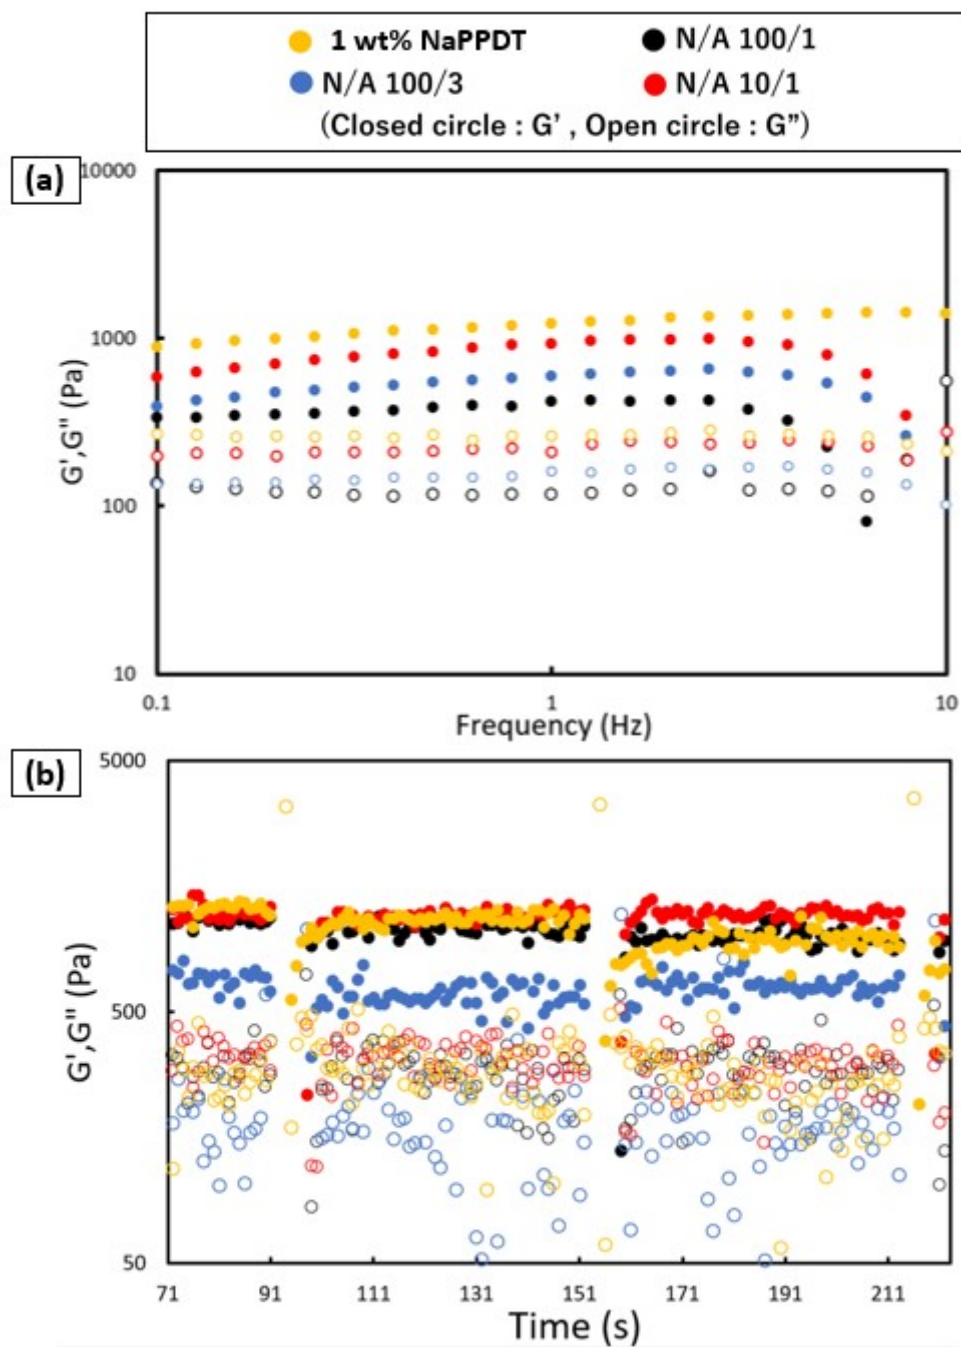 1 wt% NaPPDT
N/A 100/1
N/A 100/3
N/A 10/1
(Closed circle : G' , Open circle : G")
(a)
10000
1000
100
10
G',G" (Pa)
0.1
1
10
Frequency (Hz)
(b)
5000
500
50
G',G" (Pa)
71
91
111
131
151
171
191
211
Time (s)